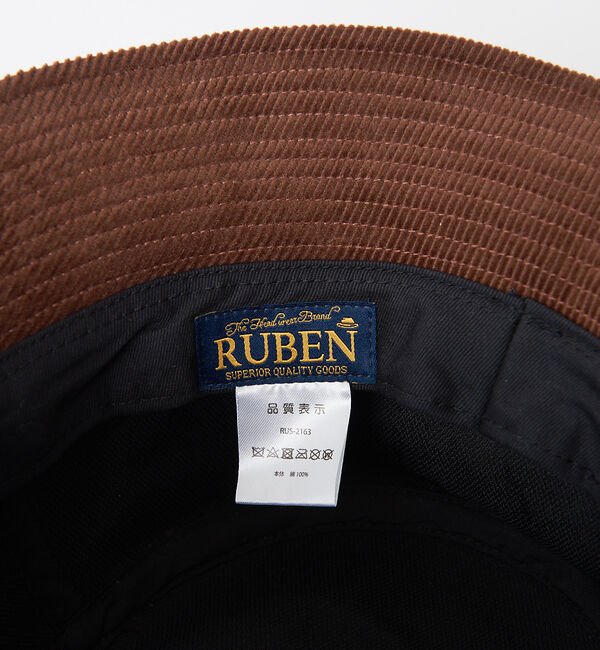 The Head wear Brand
RUBEN
SUPERIOR QUALITY GOODS
品質表示
RUS-2163
本体 綿100%